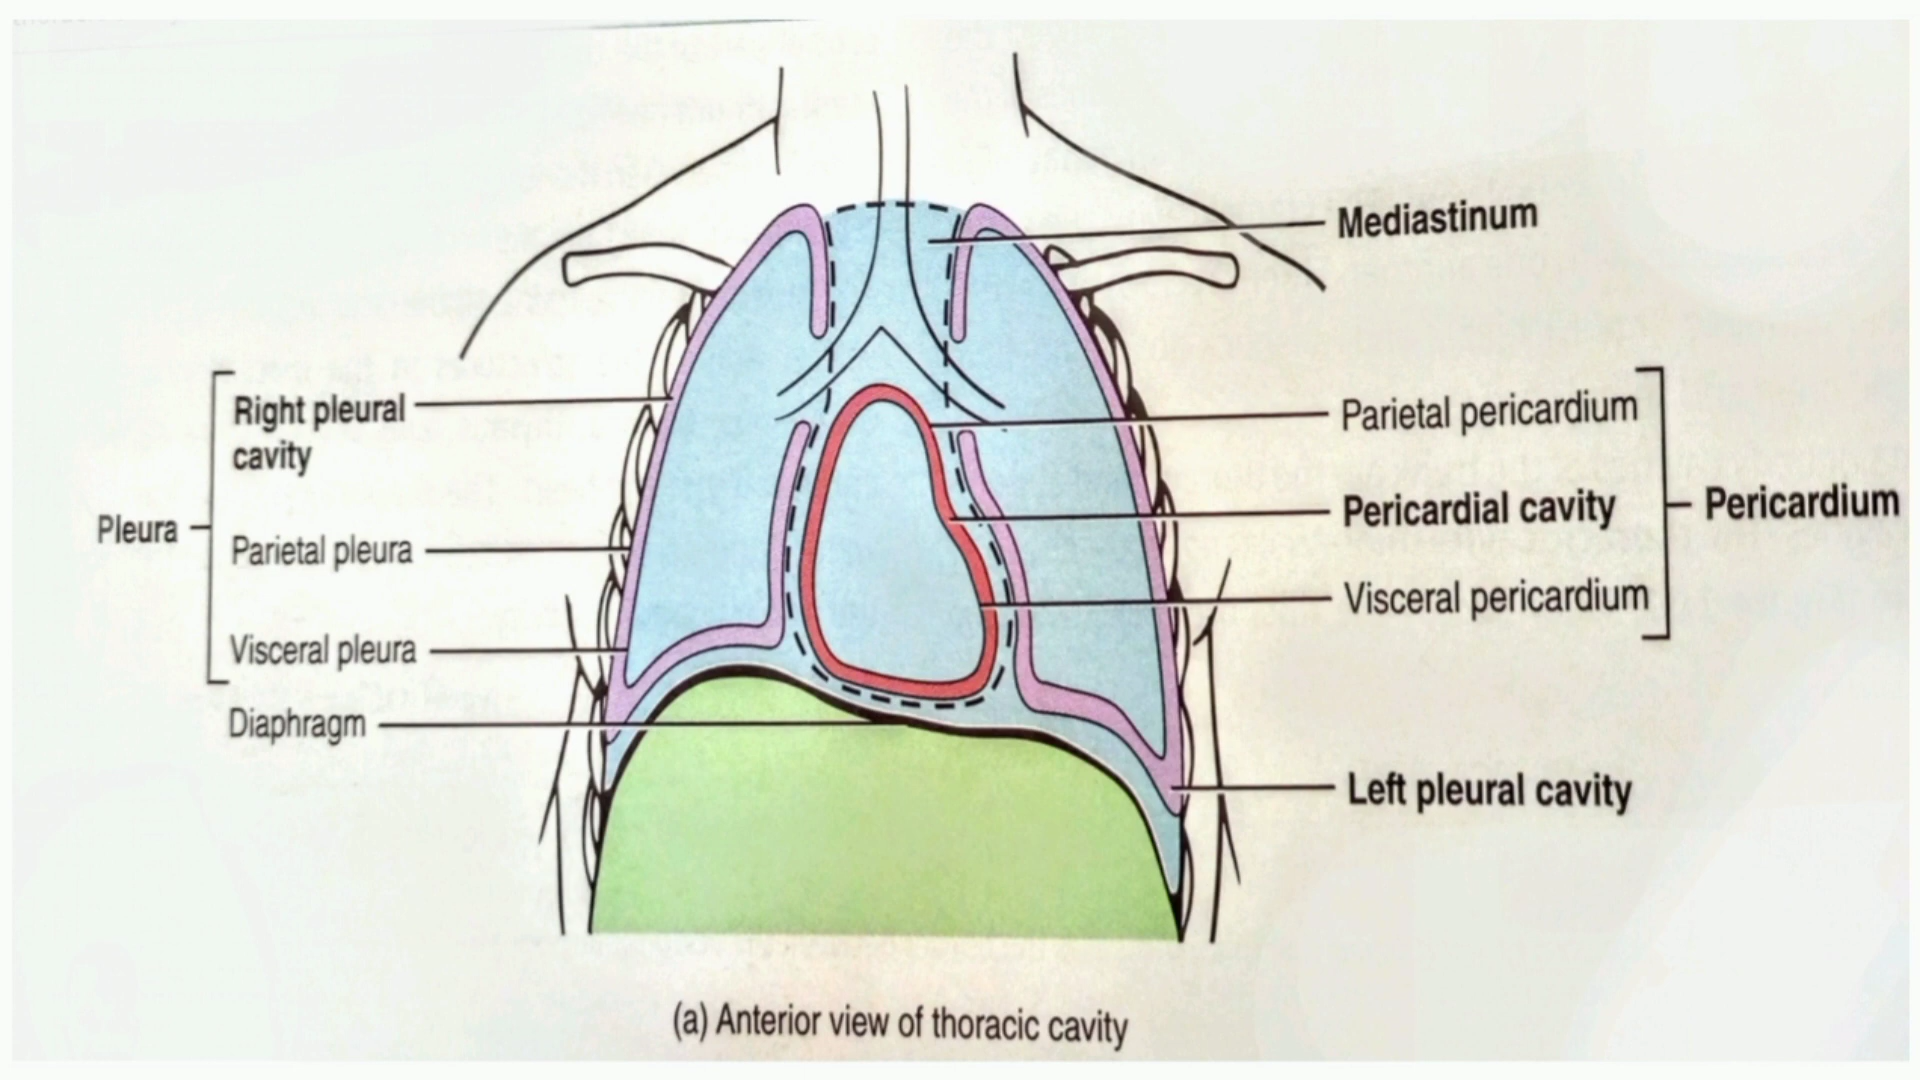 Mediastinum
Right pleural
cavity
Parietal pleura
Visceral pleura
Pleura
Diaphragm
Parietal pericardium
Pericardial cavity
Visceral pericardium
Pericardium
Left pleural cavity
(a) Anterior view of thoracic cavity